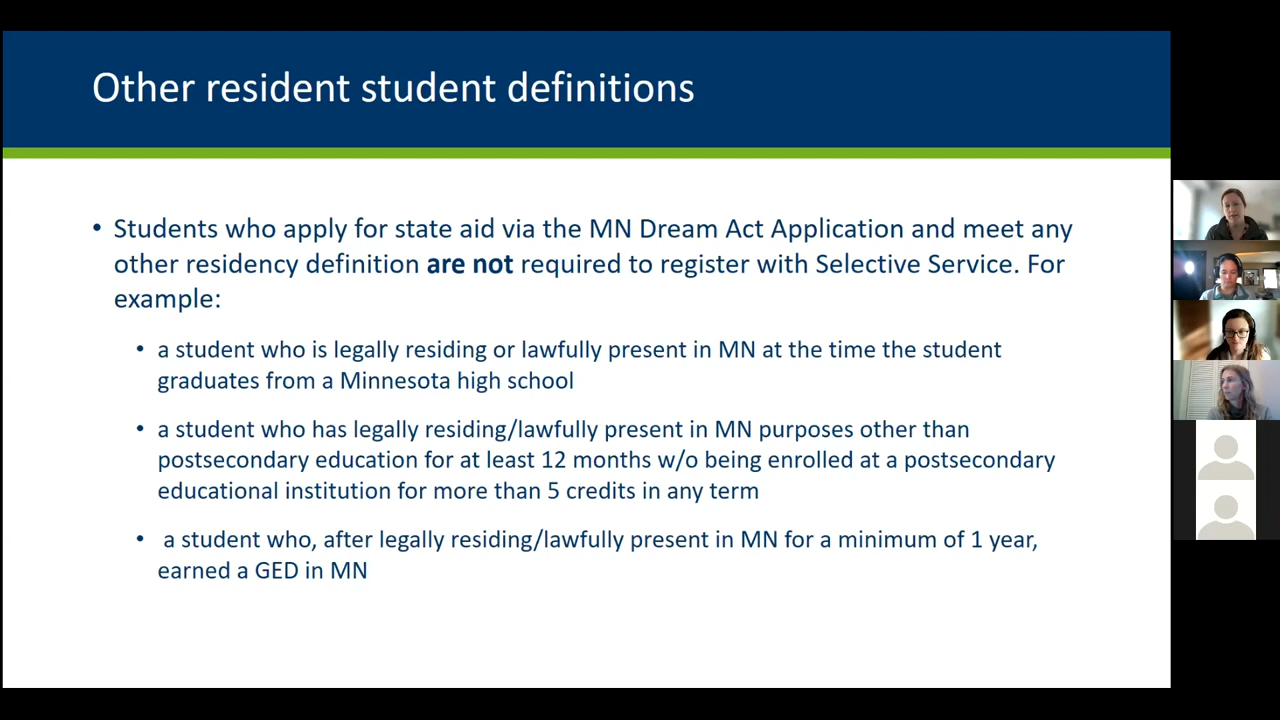 Other resident student definitions
• Students who apply for state aid via the MN Dream Act Application and meet any
other residency definition are not required to register with Selective Service. For
example:
• a student who is legally residing or lawfully present in MN at the time the student
graduates from a Minnesota high school
• a student who has legally residing/lawfully present in MN purposes other than
postsecondary education for at least 12 months w/o being enrolled at a postsecondary
educational institution for more than 5 credits in any term
• a student who, after legally residing/lawfully present in MN for a minimum of 1 year,
earned a GED in MN